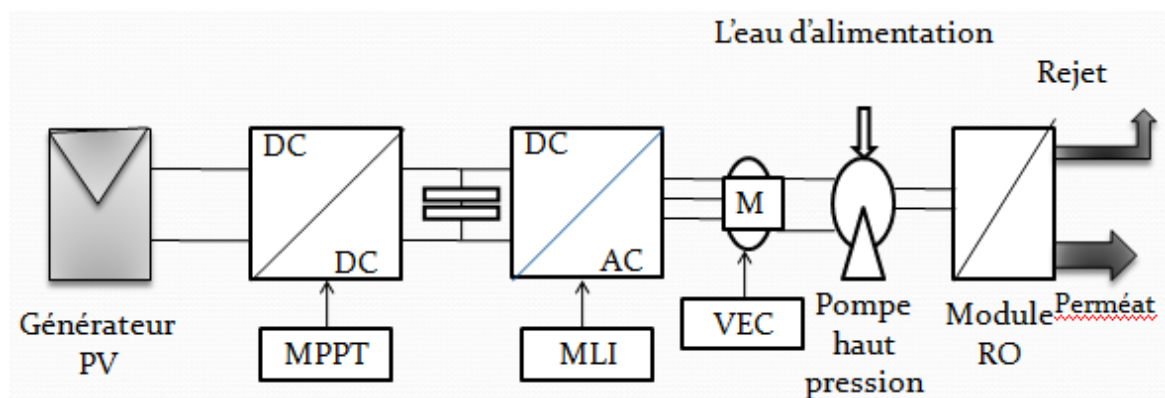 L'eau d'alimentation
Rejet
DC
DC
DC
AC
M
Générateur
PV
MPPT
MLI
VEC
Pompe
haut
pression
Module
RO
Perméat